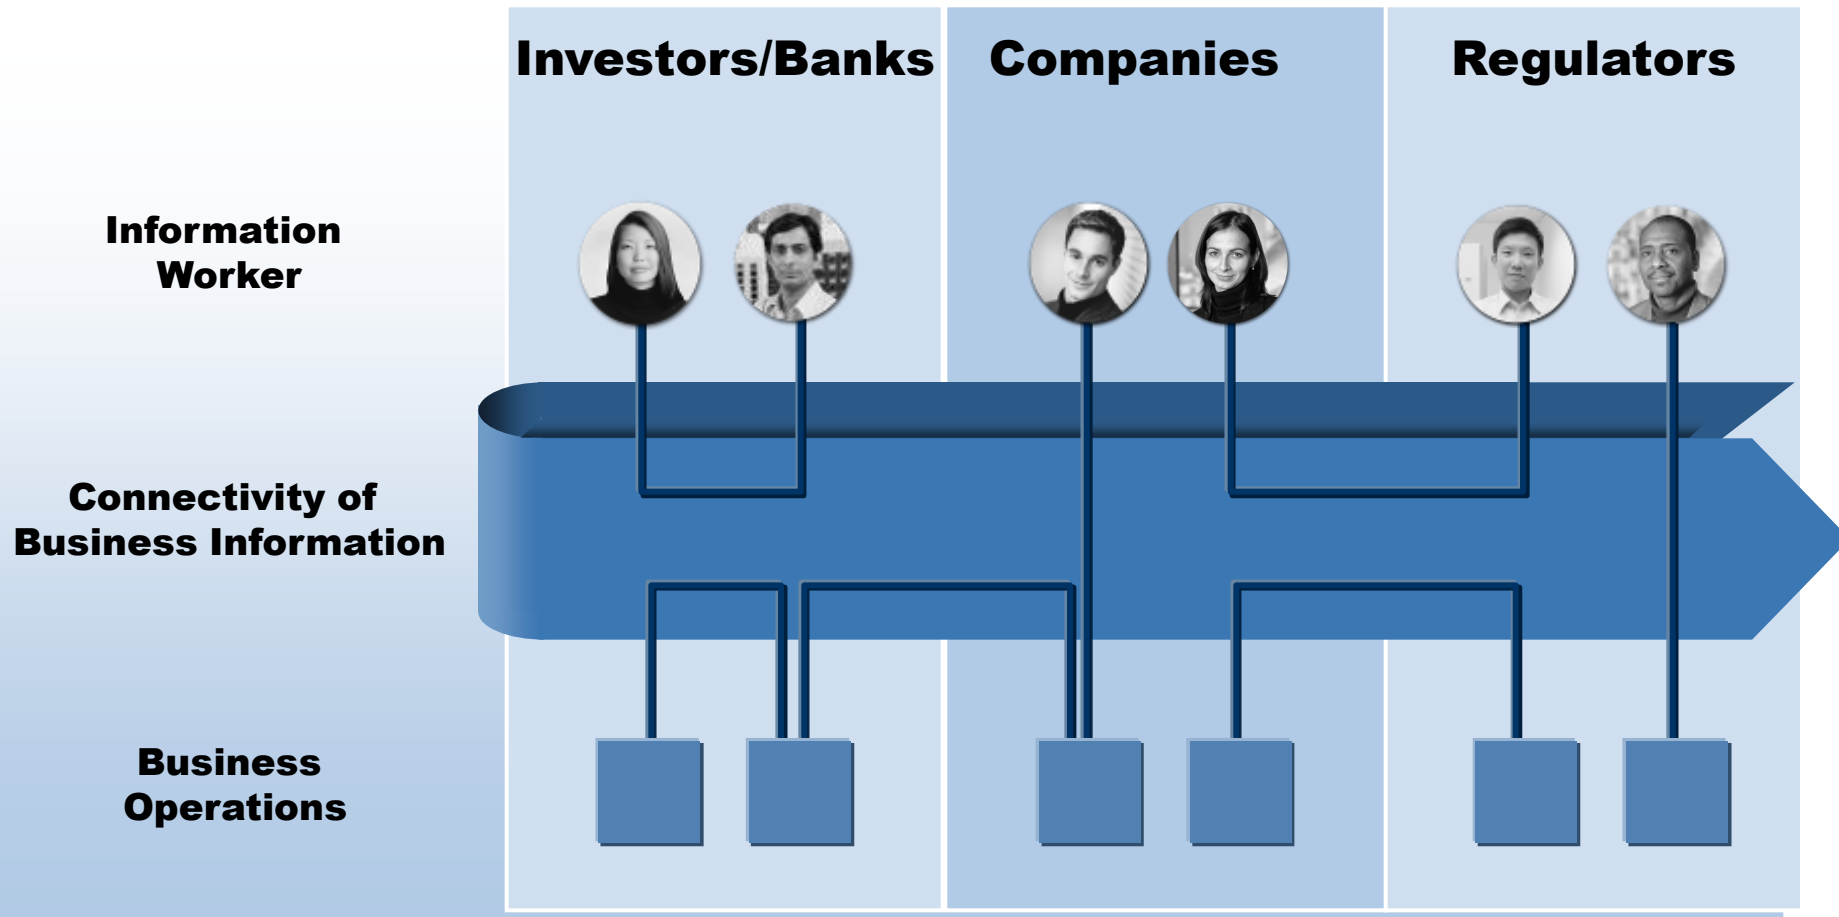 Investors/Banks
Companies
Regulators
Information
Worker
Connectivity of
Business Information
Business
Operations